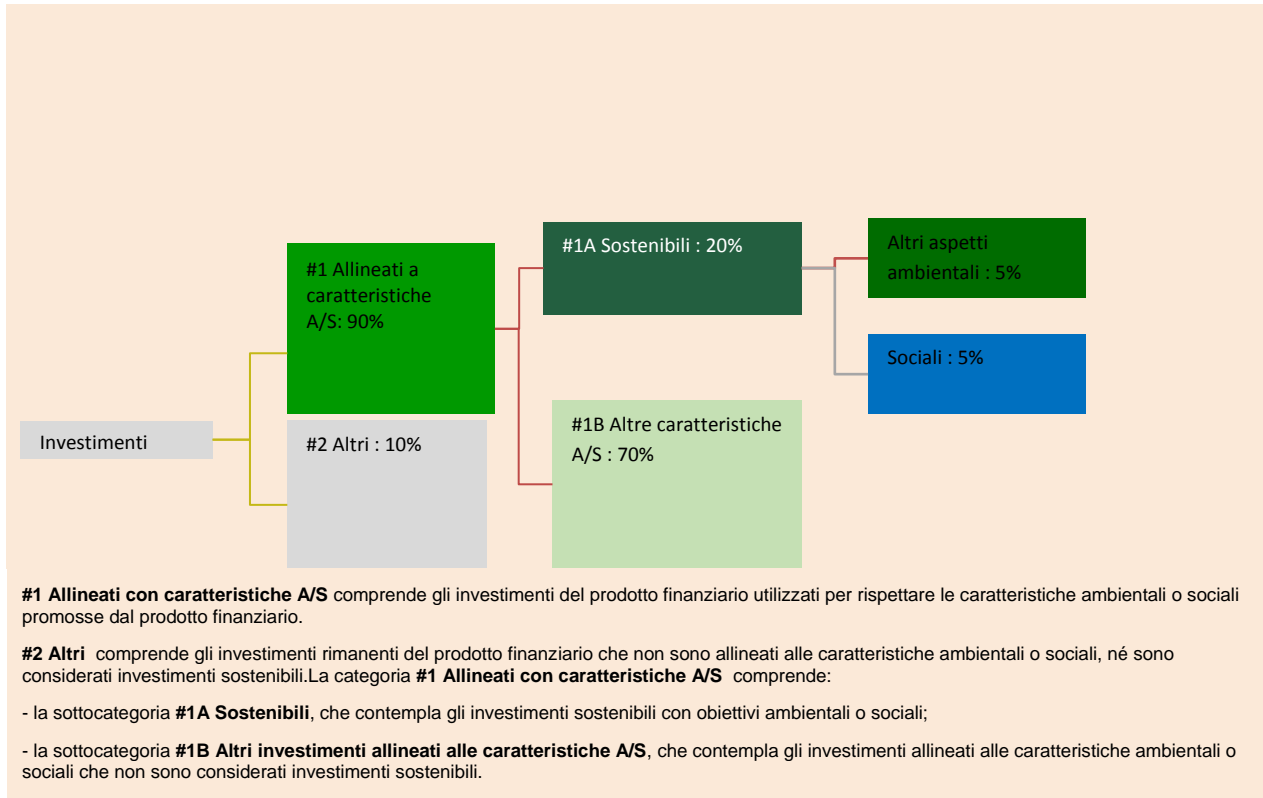 #1A Sostenibili : 20%
Altri aspetti
ambientali : 5%
#1 Allineati a
caratteristiche
A/S: 90%
Sociali : 5%
#1B Altre caratteristiche
A/S : 70%
Investimenti
#2 Altri : 10%
#1 Allineati con caratteristiche A/S comprende gli investimenti del prodotto finanziario utilizzati per rispettare le caratteristiche ambientali o sociali
promosse dal prodotto finanziario.
#2 Altri comprende gli investimenti rimanenti del prodotto finanziario che non sono allineati alle caratteristiche ambientali o sociali, né sono
considerati investimenti sostenibili.La categoria #1 Allineati con caratteristiche A/S comprende:
- la sottocategoria #1A Sostenibili, che contempla gli investimenti sostenibili con obiettivi ambientali o sociali;
- la sottocategoria #1B Altri investimenti allineati alle caratteristiche A/S, che contempla gli investimenti allineati alle caratteristiche ambientali o
sociali che non sono considerati investimenti sostenibili.